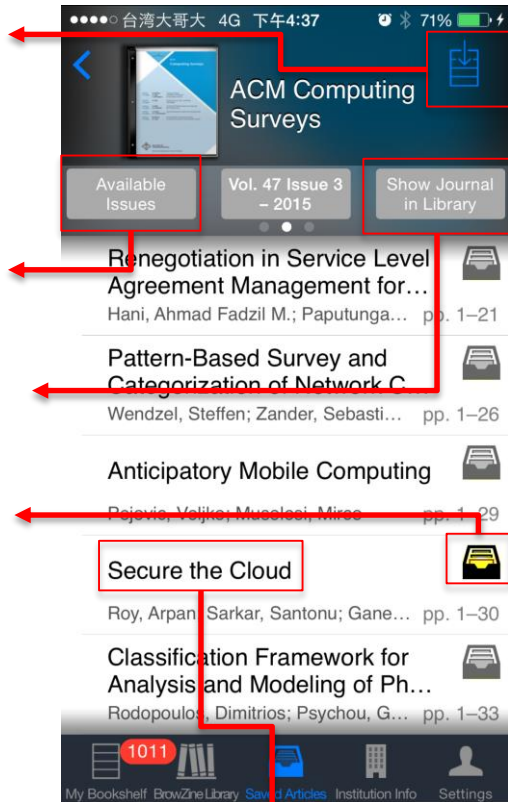 台湾大哥大 4G 下午4:37 71%
ACM Computing
Surveys
Available
Issues
Vol. 47 Issue 3
– 2015
Show Journal
in Library
Renegotiation in Service Level
Agreement Management for…
Hani, Ahmad Fadzil M.; Paputunga… pp. 1–21
Pattern-Based Survey and
Categorization of Network C…
Wendzel, Steffen; Zander, Sebasti… pp. 1–26
Anticipatory Mobile Computing
Pejovic, Veljko; Musolesi, Mirco pp. 1–29
Secure the Cloud
Roy, Arpan; Sarkar, Santonu; Gane… pp. 1–30
Classification Framework for
Analysis and Modeling of Ph…
Rodopoulos, Dimitrios; Psychou, G… pp. 1–33
1011
My Bookshelf BrowZine Library Saved Articles Institution Info Settings